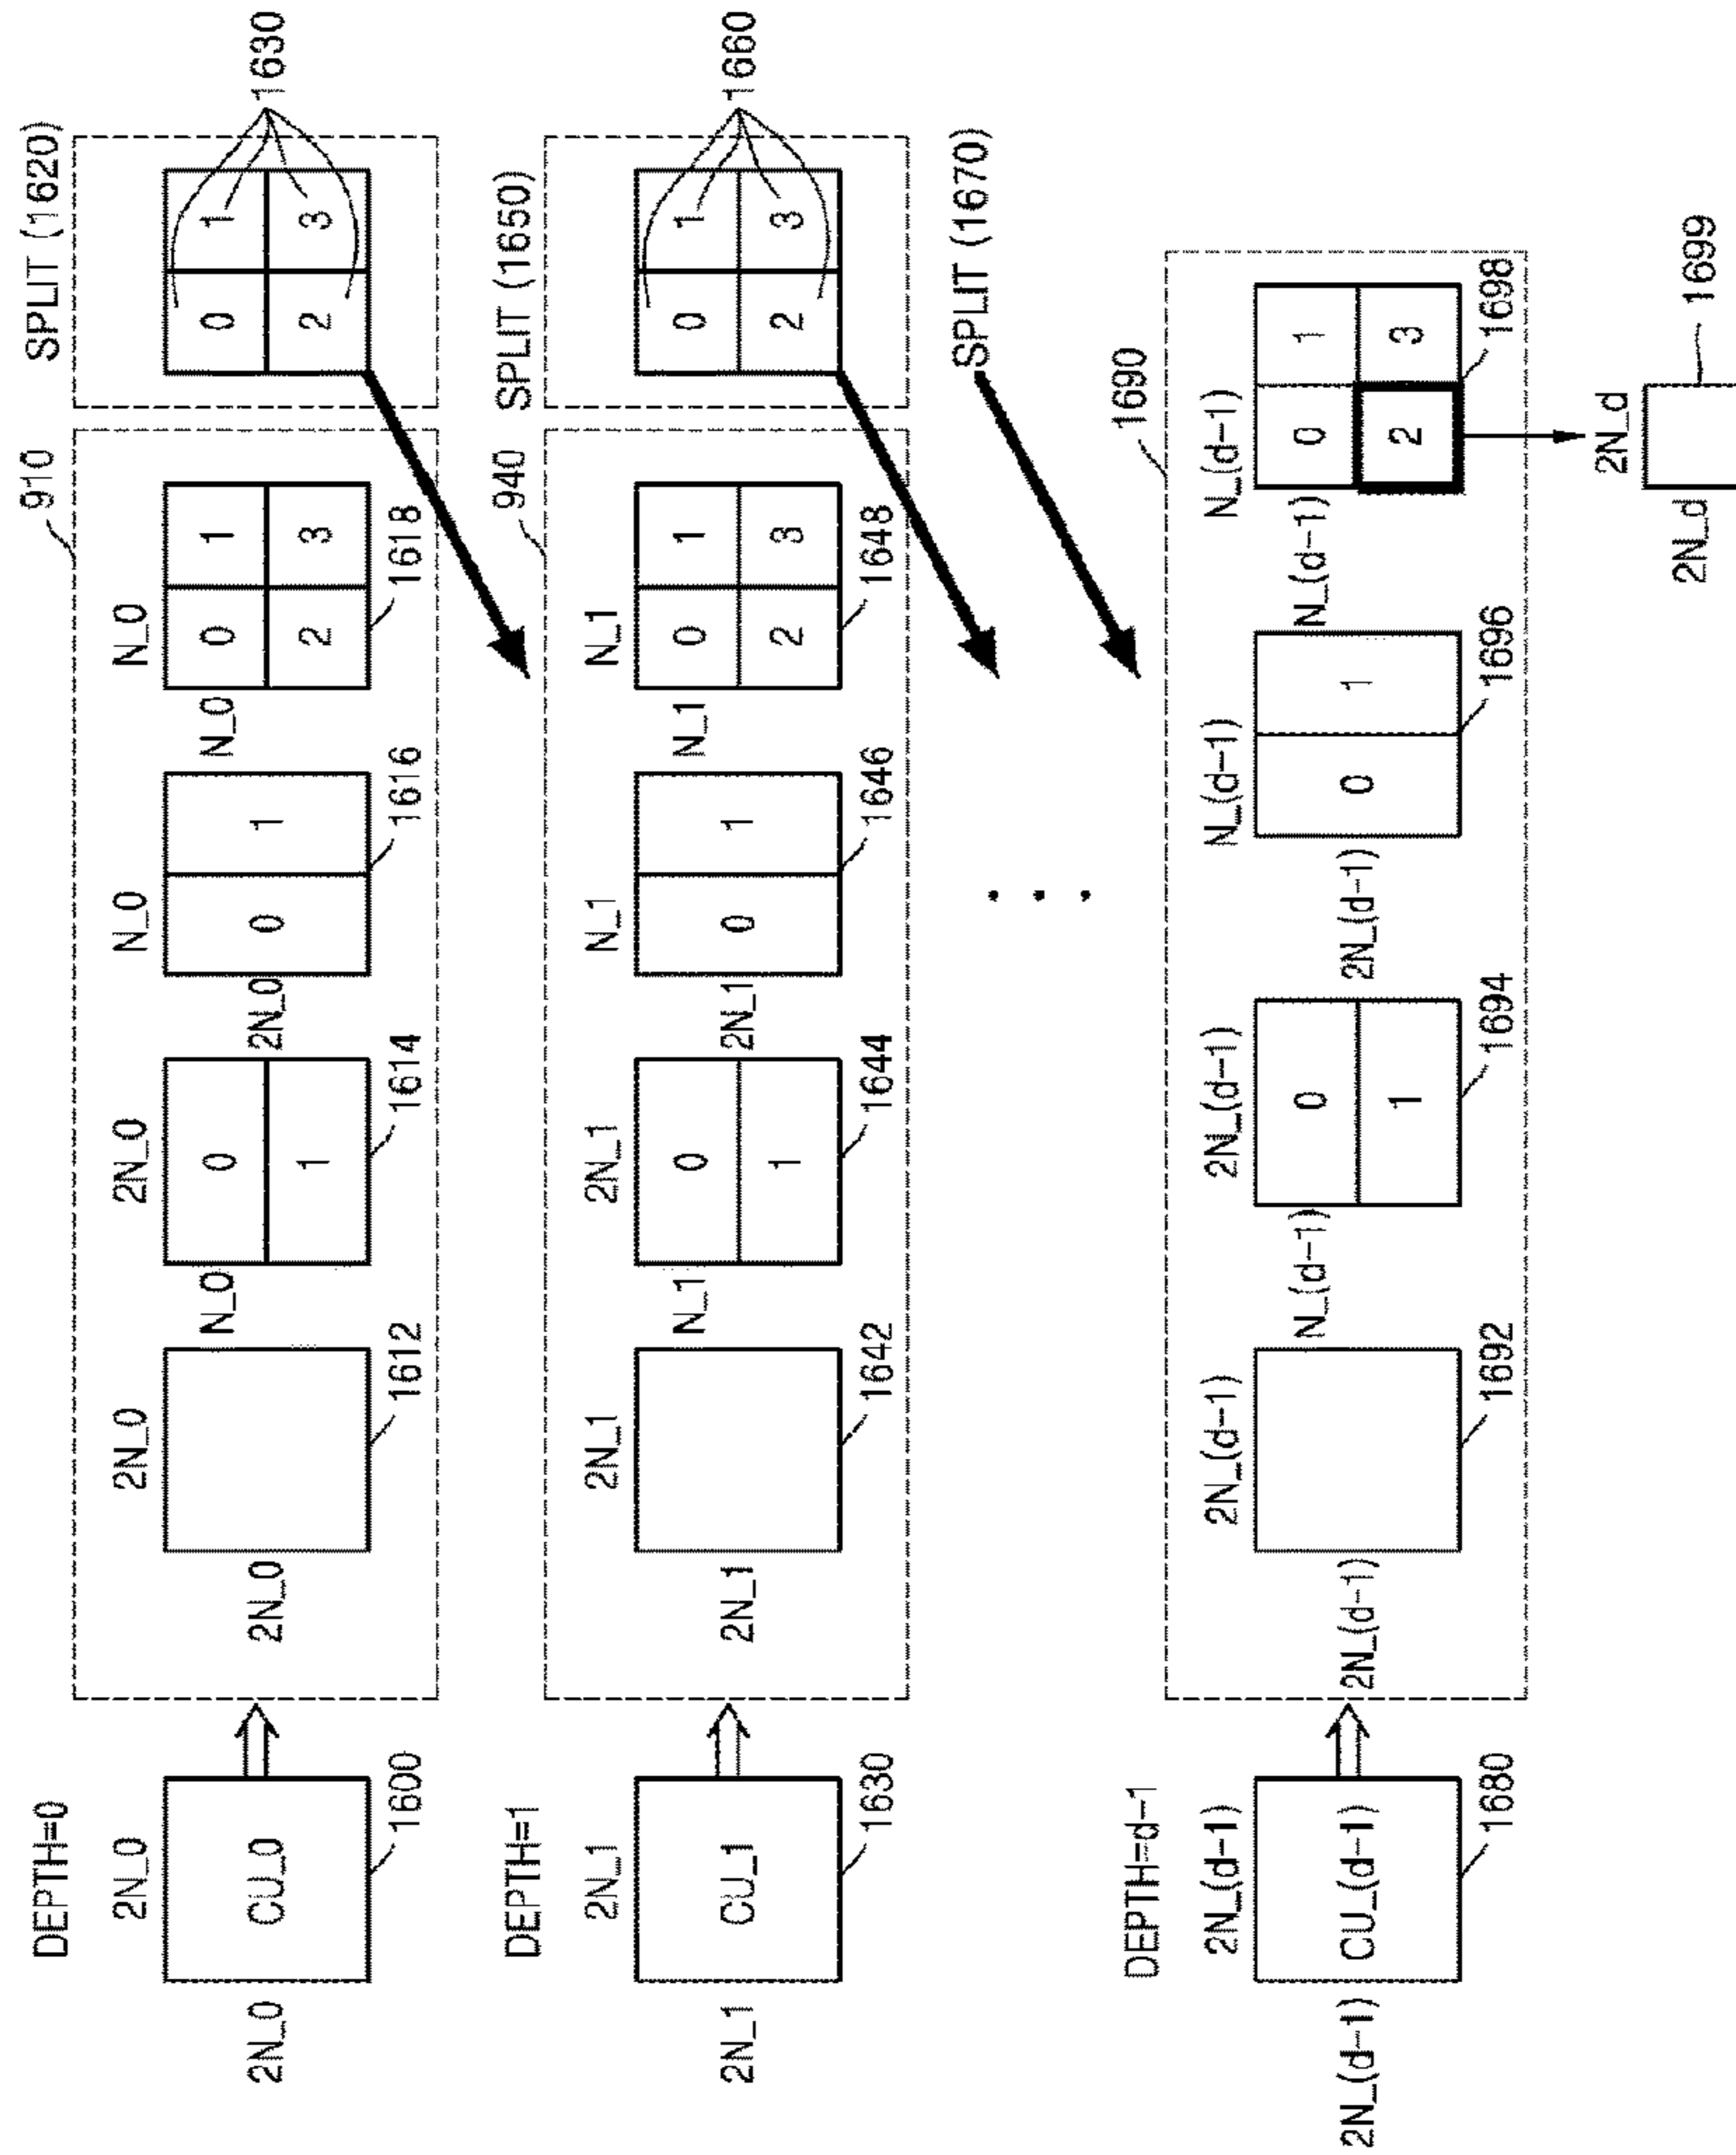 DEPTH=0
2N_0
2N_0
CU_0
1600
910
2N_0
2N_0
1612
2N_0
N_0
0
1
1614
N_0
2N_0
0
1
1616
N_0
N_0
0
1
2
3
1618
SPLIT (1620)
0
1
2
3
1630
DEPTH=1
2N_1
2N_1
CU_1
1630
940
2N_1
2N_1
1642
2N_1
N_1
0
1
1644
N_1
2N_1
0
1
1646
N_1
N_1
0
1
2
3
1648
SPLIT (1650)
0
1
2
3
1660
SPLIT (1670)
. . .
DEPTH=d-1
2N_(d-1)
2N_(d-1)
CU_(d-1)
1680
1690
2N_(d-1)
2N_(d-1)
1692
2N_(d-1)
N_(d-1)
0
1
1694
N_(d-1)
2N_(d-1)
0
1
1696
N_(d-1)
N_(d-1)
0
1
2
3
1698
2N_d
2N_d
1699